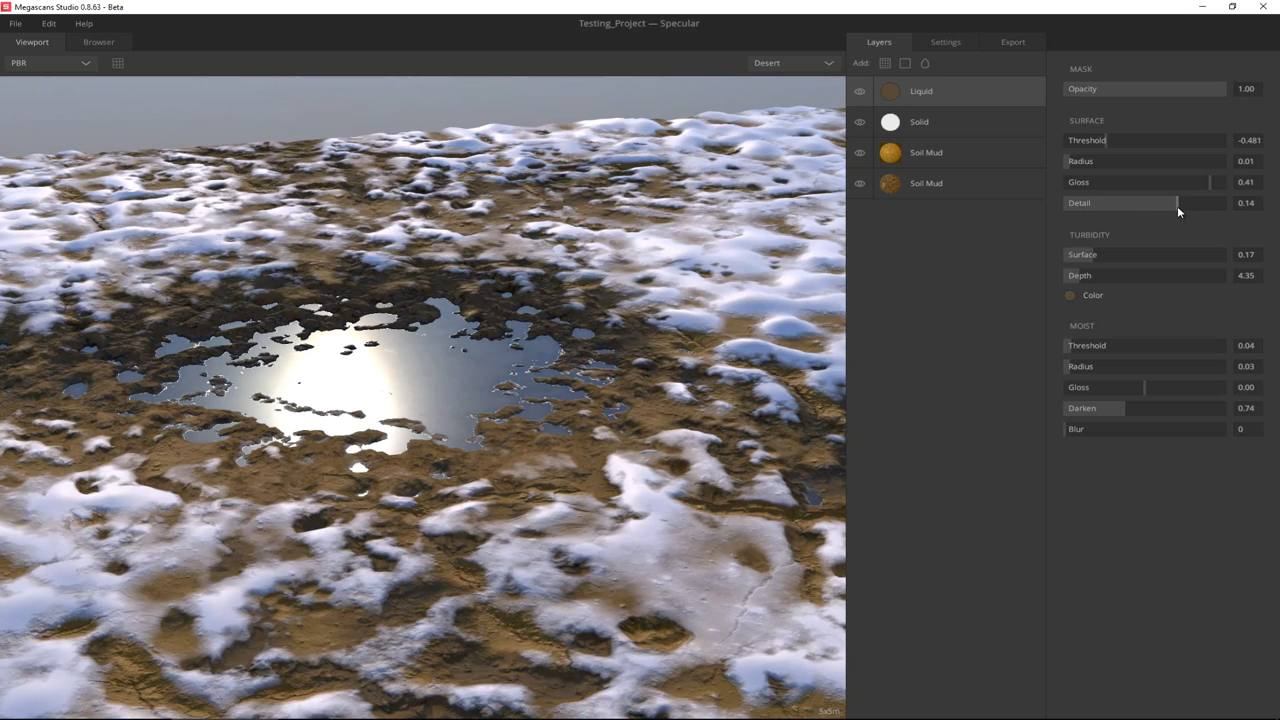 Megascans Studio 0.8.63 - Beta
File Edit Help
Testing_Project — Specular
Viewport Browser
Layers Settings Export
PBR
Desert
Add:
Liquid
Solid
Soil Mud
Soil Mud
MASK
Opacity 1.00
SURFACE
Threshold -0.481
Radius 0.01
Gloss 0.41
Detail 0.14
TURBIDITY
Surface 0.17
Depth 4.35
Color
MOIST
Threshold 0.04
Radius 0.03
Gloss 0.00
Darken 0.74
Blur 0
5x5m